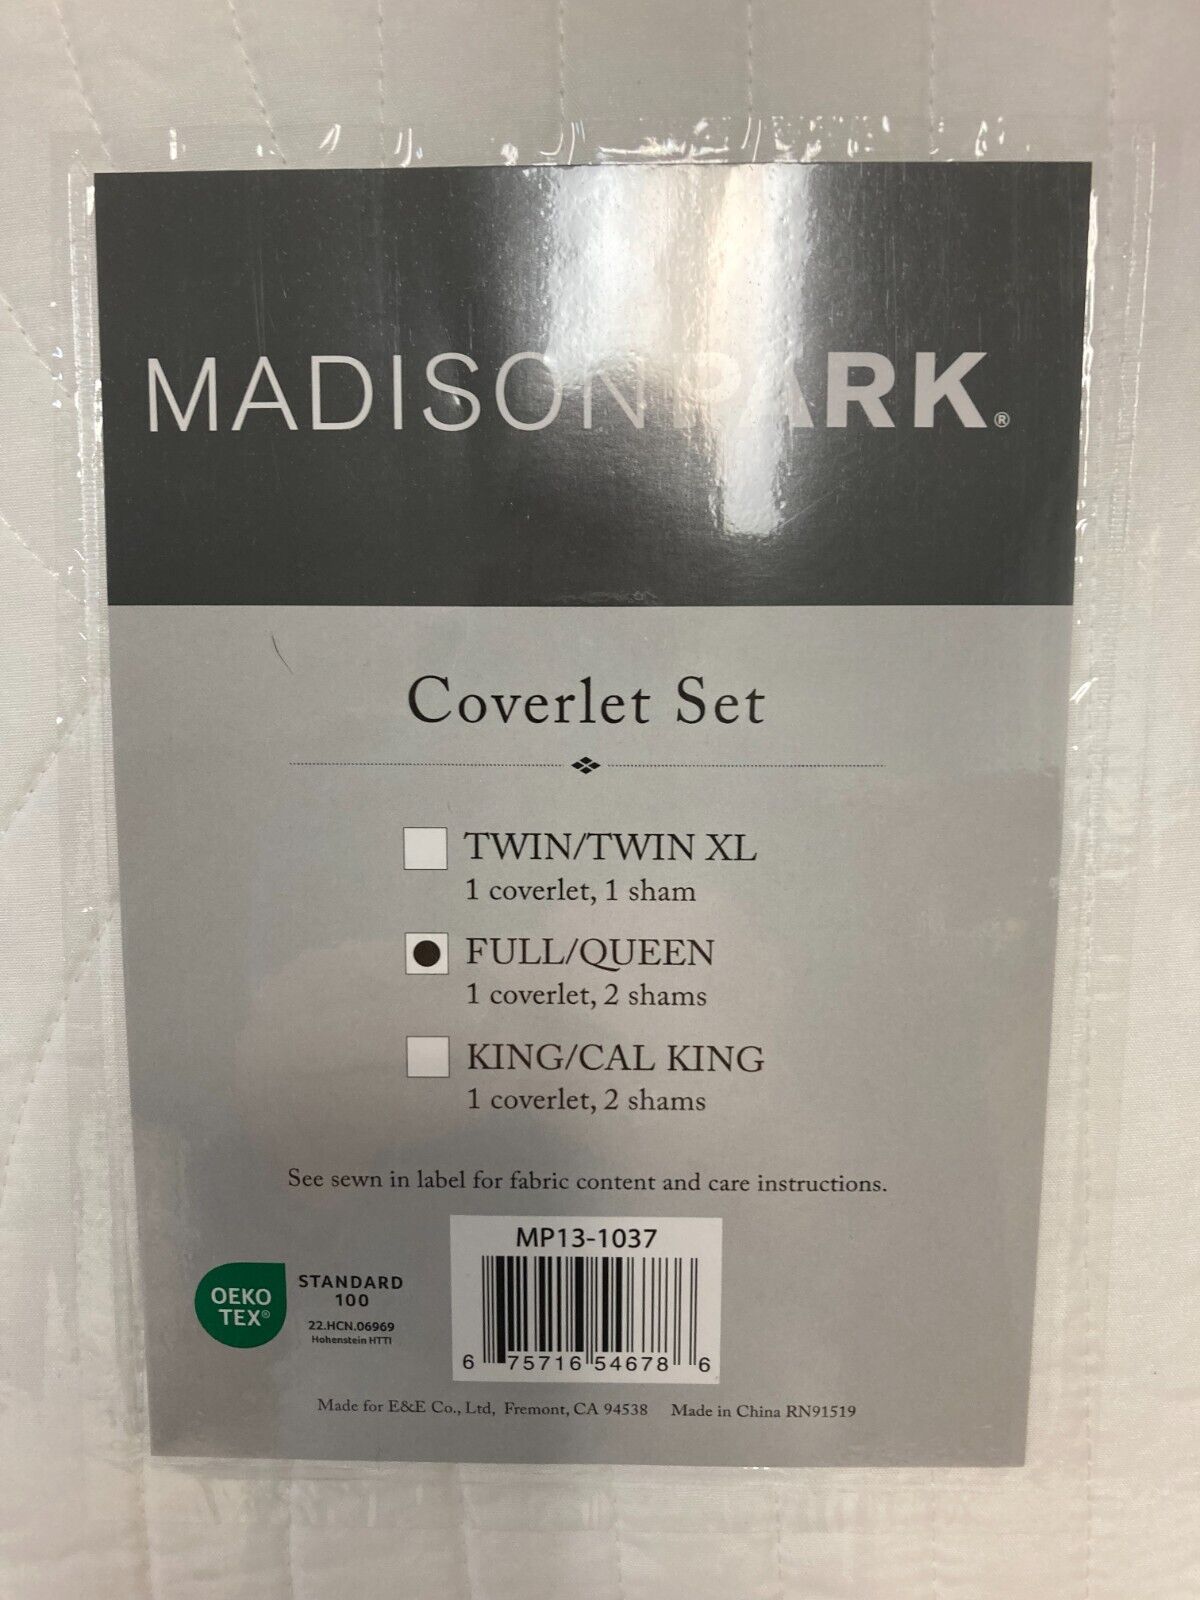 MADISONPARK®
Coverlet Set
TWIN/TWIN XL
1 coverlet, 1 sham
FULL/QUEEN
1 coverlet, 2 shams
KING/CAL KING
1 coverlet, 2 shams
See sewn in label for fabric content and care instructions.
MP13-1037
6 75716 54678 6
OEKO
TEX®
STANDARD
100
22.HCN.06969
Hohenstein HTTI
Made for E&E Co., Ltd, Fremont, CA 94538 Made in China RN91519